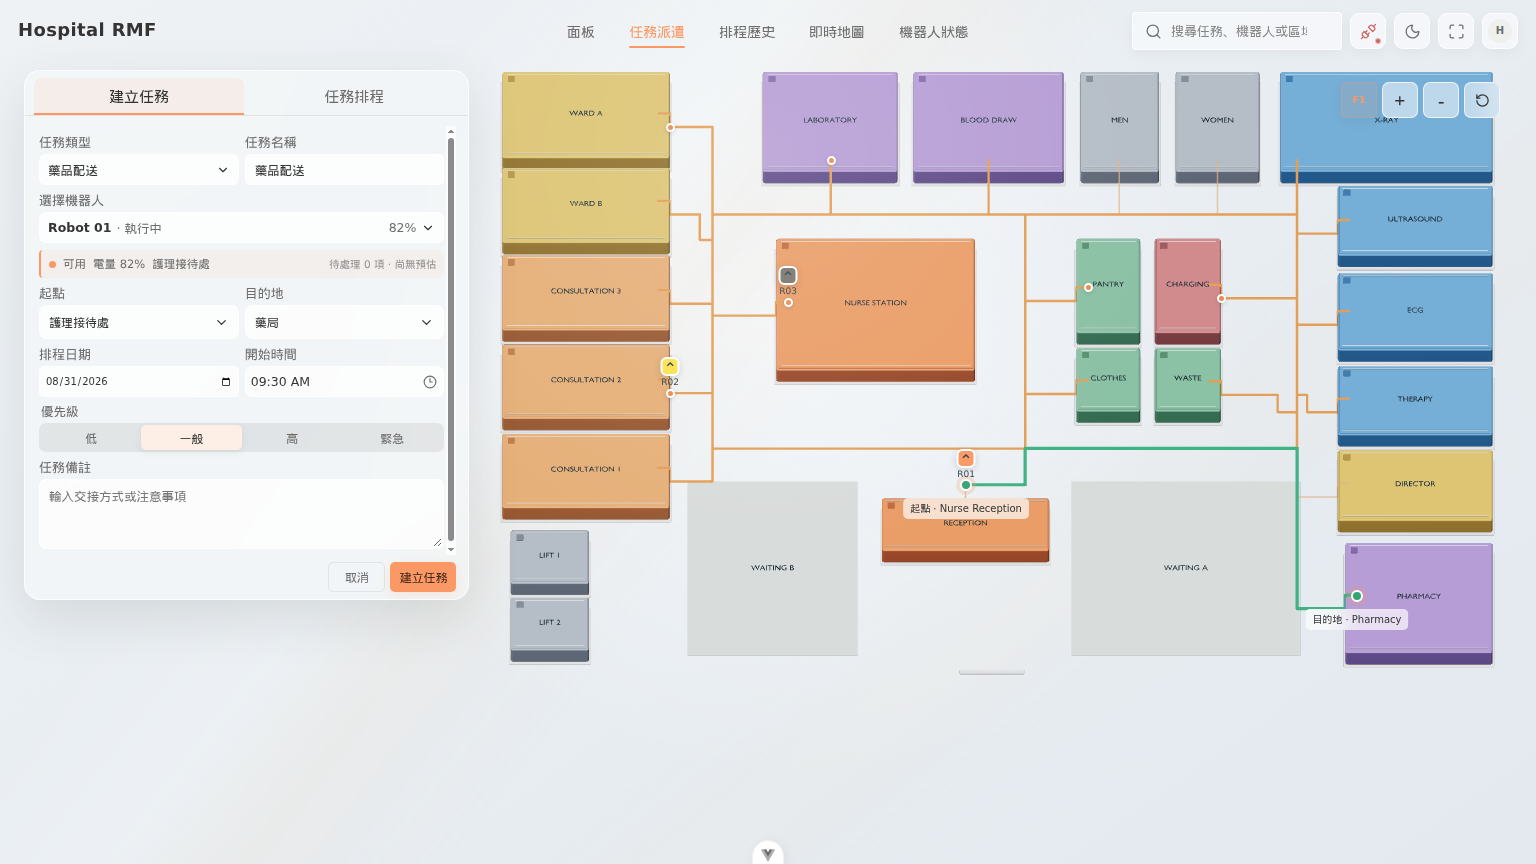 Hospital RMF
面板
任務派遣
排程歷史
即時地圖
機器人狀態
搜尋任務、機器人或區
H
建立任務
任務排程
任務類型
任務名稱
藥品配送
藥品配送
選擇機器人
Robot 01 · 執行中
82%
可用 電量 82% 護理接待處
待處理 0 項 · 尚無預估
起點
目的地
護理接待處
藥局
排程日期
開始時間
08/31/2026
09:30 AM
優先級
低
一般
高
緊急
任務備註
輸入交接方式或注意事項
取消
建立任務
WARD A
WARD B
CONSULTATION 3
CONSULTATION 2
CONSULTATION 1
LIFT 1
LIFT 2
LABORATORY
BLOOD DRAW
MEN
WOMEN
X-RAY
F1
+
-
ULTRASOUND
ECG
THERAPY
DIRECTOR
PHARMACY
NURSE STATION
PANTRY
CHARGING
CLOTHES
WASTE
R03
R02
R01
起點 · Nurse Reception
RECEPTION
WAITING B
WAITING A
目的地 · Pharmacy